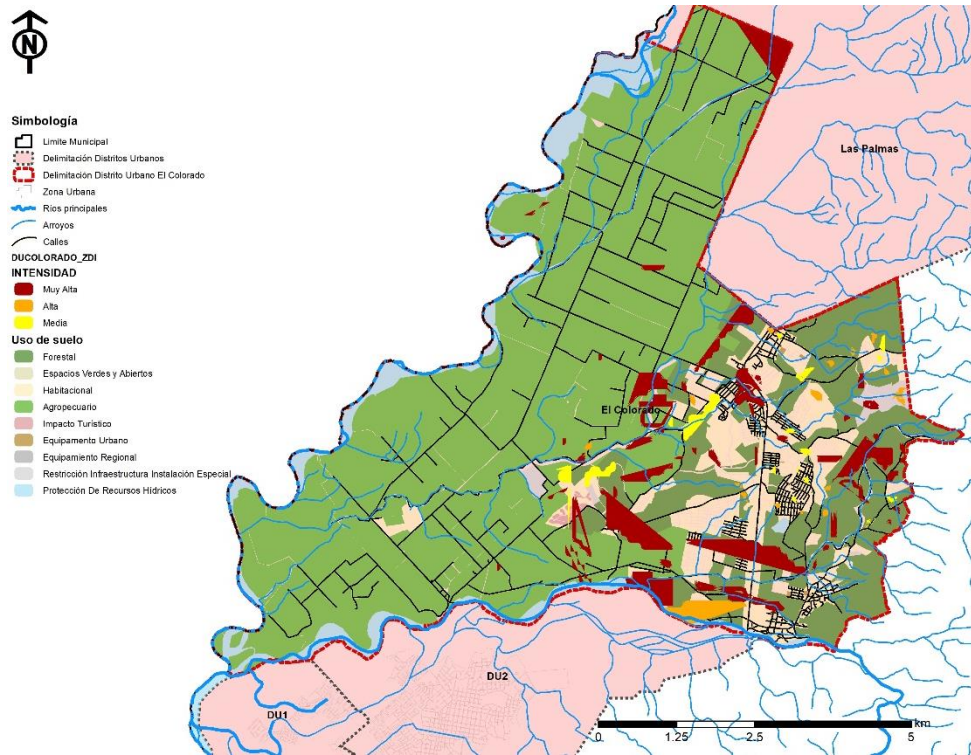 N
Simbología
Limite Municipal
Delimitación Distritos Urbanos
Delimitación Distrito Urbano El Colorado
Zona Urbana
Ríos principales
Arroyos
Calles
DUCOLORADO_ZDI
INTENSIDAD
Muy Alta
Alta
Media
Uso de suelo
Forestal
Espacios Verdes y Abiertos
Habitacional
Agropecuario
Impacto Turístico
Equipamiento Urbano
Equipamiento Regional
Restricción Infraestructura Instalación Especial
Protección De Recursos Hídricos
Las Palmas
El Colorado
DU2
DU1
km
0 1.25 2.5 5